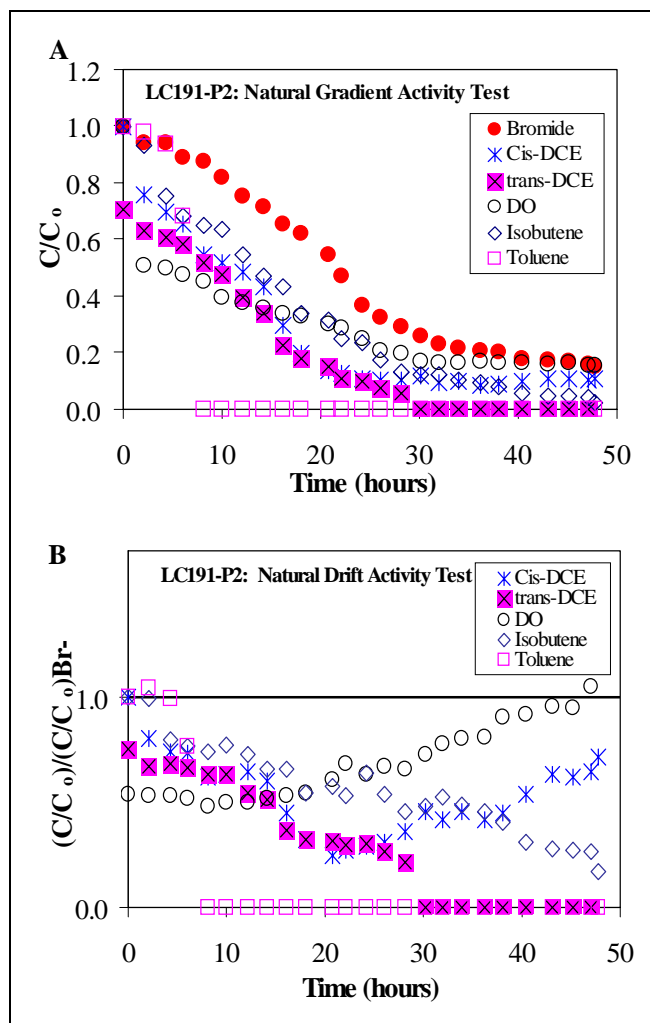 A
LC191-P2: Natural Gradient Activity Test
1.2
1.0
0.8
0.6
0.4
0.2
0.0
C/C o
Bromide
Cis-DCE
trans-DCE
DO
Isobutene
Toluene
0 10 20 30 40 50
Time (hours)
B
LC191-P2: Natural Drift Activity Test
Cis-DCE
trans-DCE
DO
Isobutene
Toluene
1.0
0.0
(C/C o)/(C/C o)Br-
0 10 20 30 40 50
Time (hours)